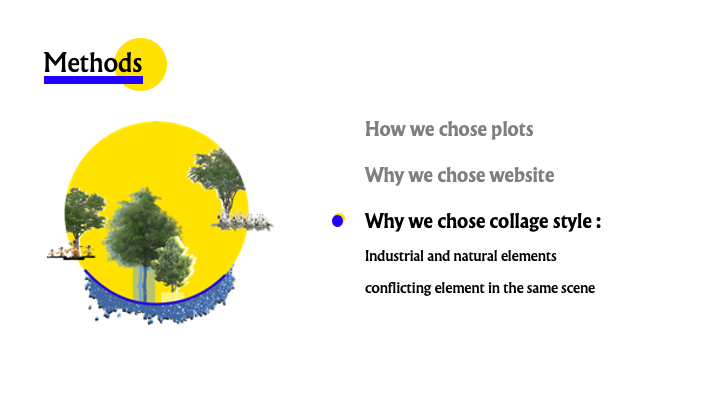 Methods
How we chose plots
Why we chose website
Why we chose collage style :
Industrial and natural elements
conflicting element in the same scene